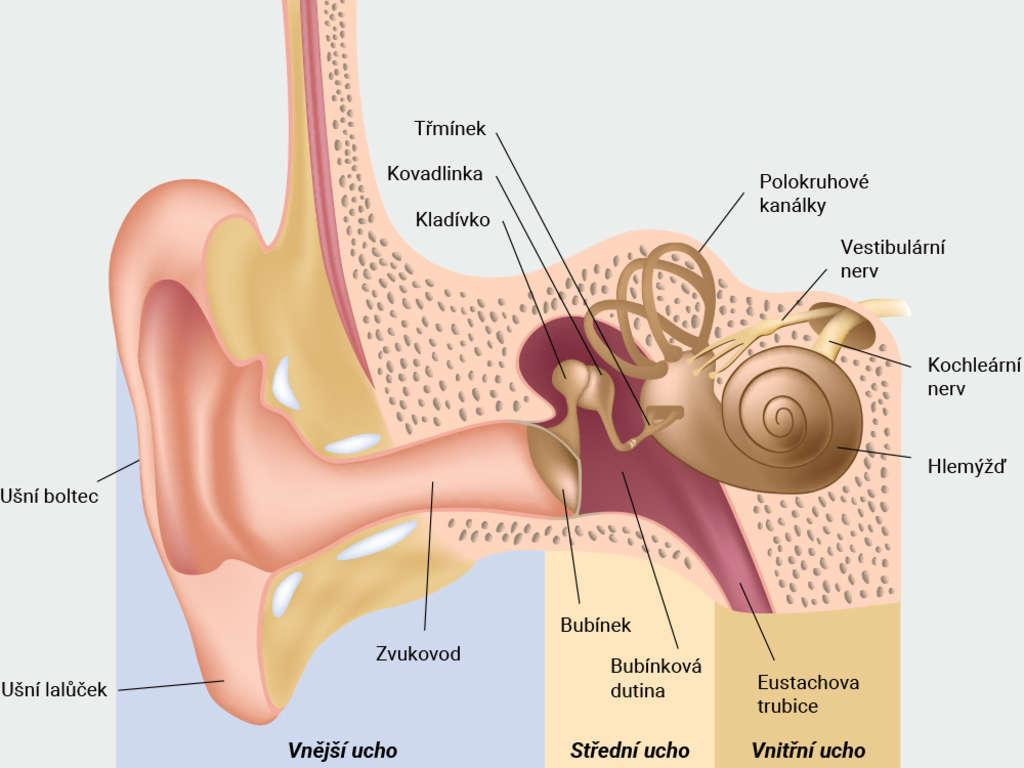 Třmínek
Kovadlinka
Kladívko
Polokruhové
kanálky
Vestibulární
nerv
Kochleární
nerv
Hlemýžď
Ušní boltec
Zvukovod
Bubínek
Bubínková
dutina
Eustachova
trubice
Ušní lalůček
Vnější ucho
Střední ucho
Vnitřní ucho